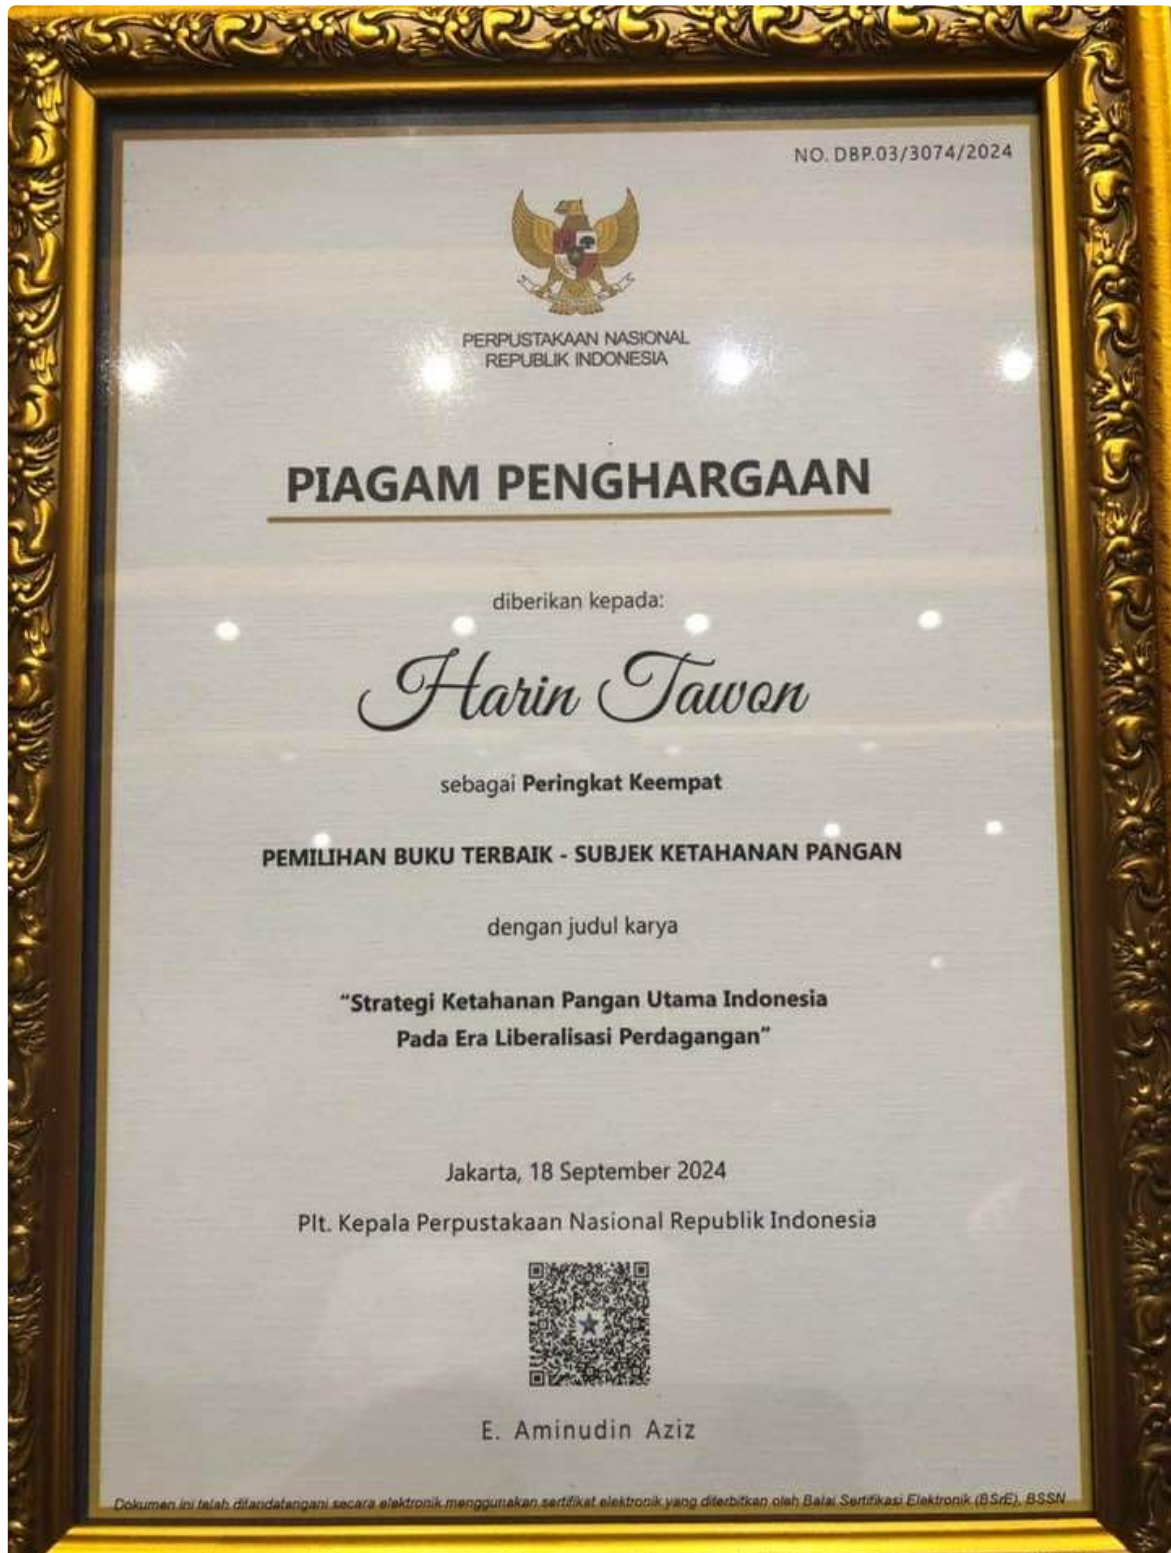 NO. DBP.03/3074/2024
PERPUSTAKAAN NASIONAL
REPUBLIK INDONESIA
PIAGAM PENGHARGAAN
diberikan kepada:
Harin Tawon
sebagai Peringkat Keempat
PEMILIHAN BUKU TERBAIK - SUBJEK KETAHANAN PANGAN
dengan judul karya
“Strategi Ketahanan Pangan Utama Indonesia
Pada Era Liberalisasi Perdagangan”
Jakarta, 18 September 2024
Plt. Kepala Perpustakaan Nasional Republik Indonesia
E. Aminudin Aziz
Dokumen ini telah ditandatangani secara elektronik menggunakan sertifikat elektronik yang diterbitkan oleh Balai Sertifikasi Elektronik (BSrE), BSSN